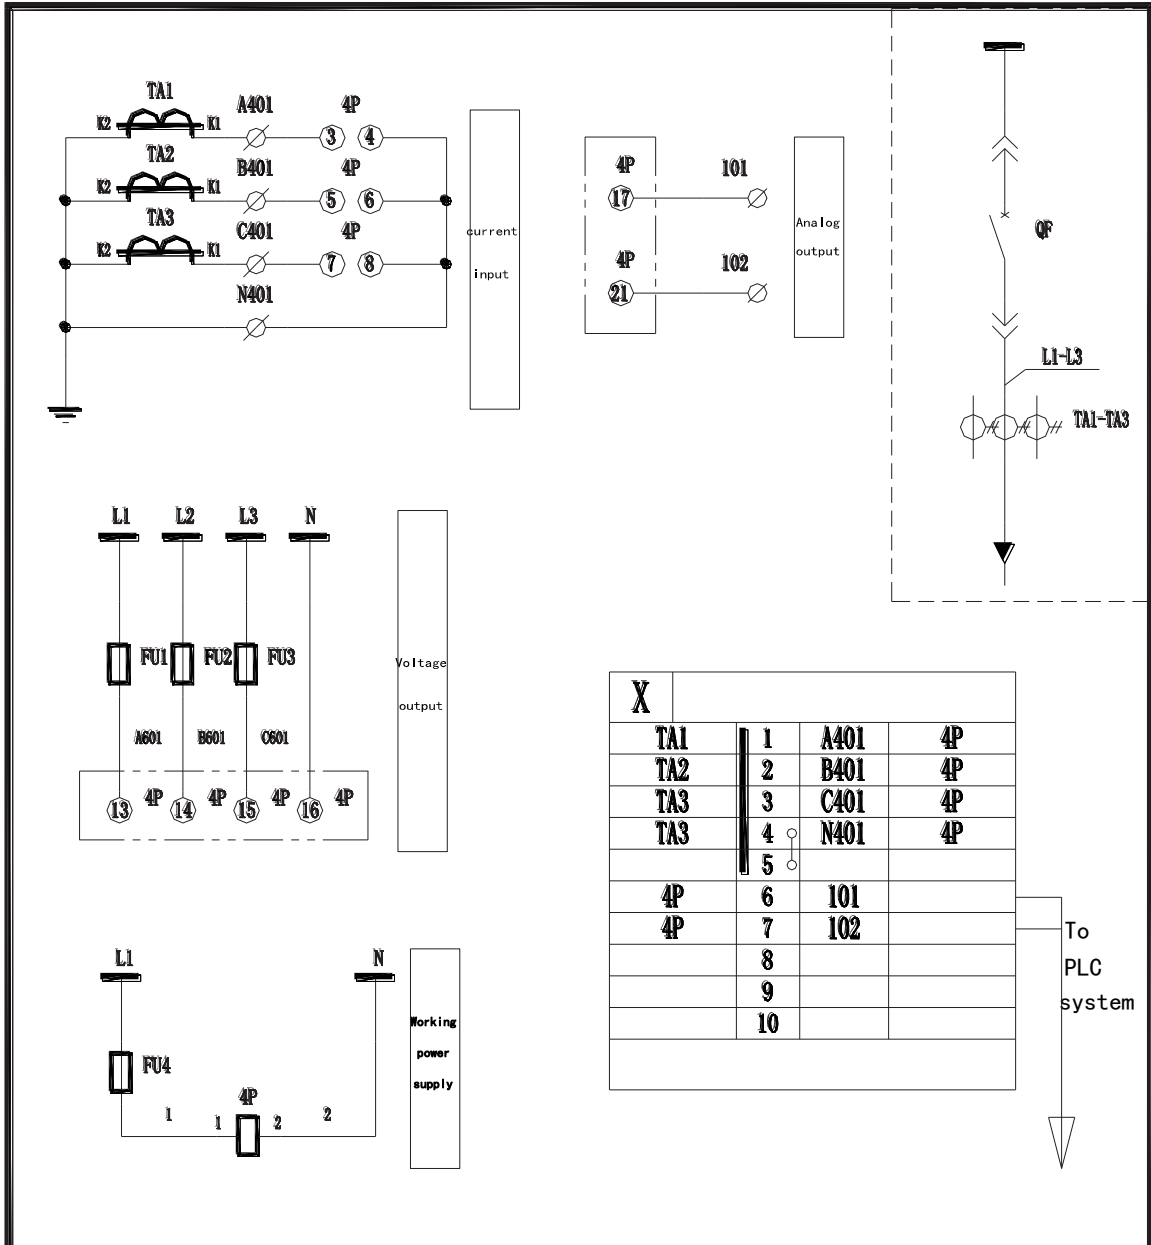 TA1
A401
4P
K2
K1
3
4
TA2
B401
4P
K2
K1
5
6
TA3
C401
4P
K2
K1
7
8
N401
current
input
4P
101
17
4P
102
21
Analog
output
QF
L1-L3
TA1-TA3
L1
L2
L3
N
FU1
FU2
FU3
A601
B601
C601
13
4P
14
4P
15
4P
16
4P
Voltage
output
L1
N
FU4
4P
1
1
2
2
Working
power
supply
X
TA1 1 A401 4P
TA2 2 B401 4P
TA3 3 C401 4P
TA3 4 N401 4P
5
4P 6 101
4P 7 102
8
9
10
To
PLC
system